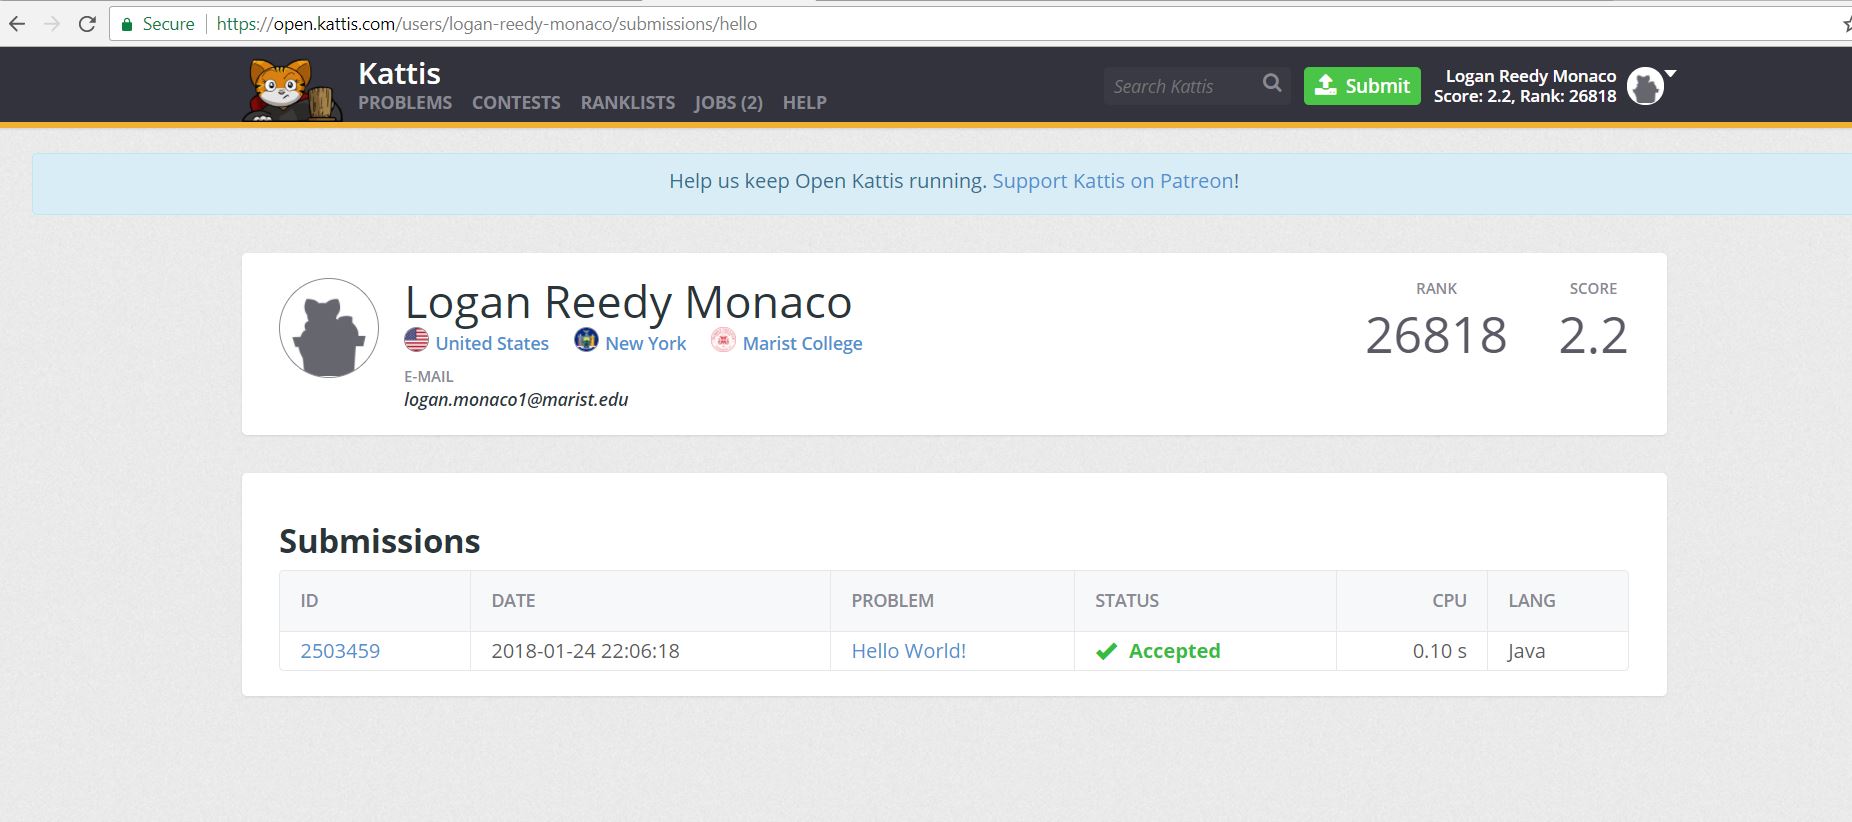 Secure https://open.kattis.com/users/logan-reedy-monaco/submissions/hello
Kattis
PROBLEMS CONTESTS RANKLISTS JOBS (2) HELP
Search Kattis
Submit
Logan Reedy Monaco
Score: 2.2, Rank: 26818
Help us keep Open Kattis running. Support Kattis on Patreon!
Logan Reedy Monaco
United States New York Marist College
E-MAIL
logan.monaco1@marist.edu
RANK SCORE
26818 2.2
Submissions
ID DATE PROBLEM STATUS CPU LANG
2503459 2018-01-24 22:06:18 Hello World! Accepted 0.10 s Java